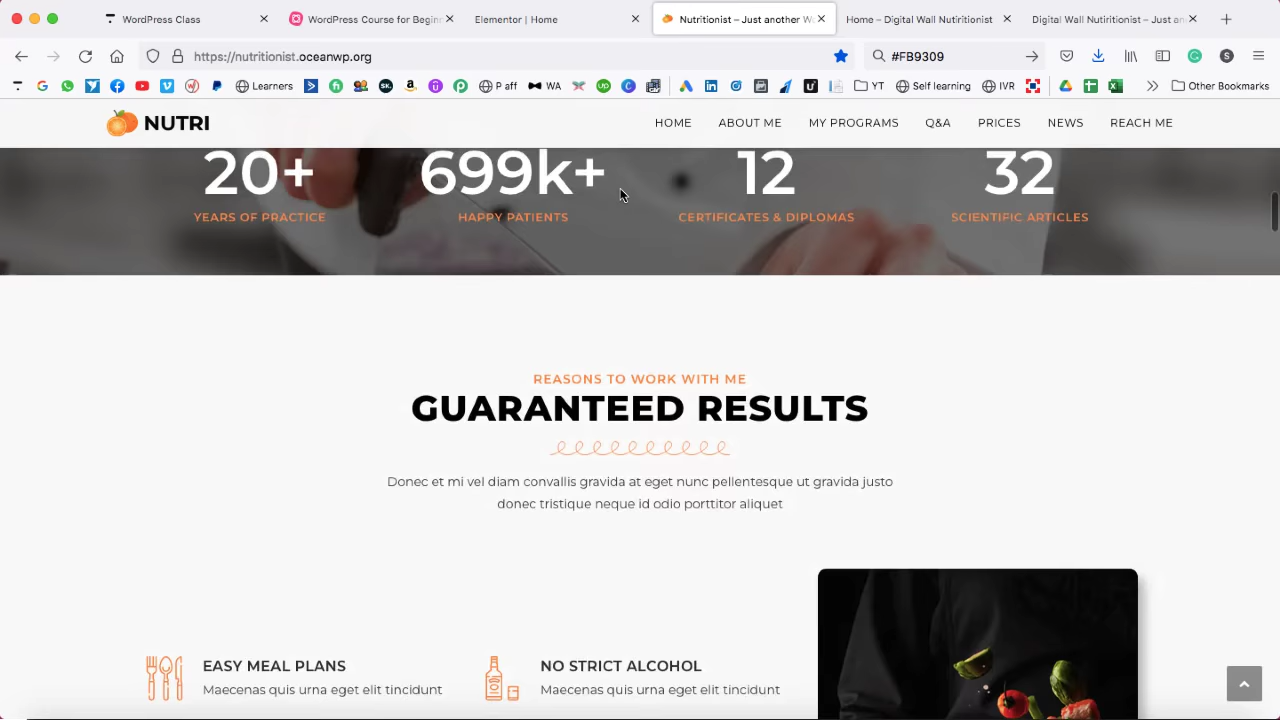 WordPress Class
WordPress Course for Beginn
Elementor | Home
Nutritionist – Just another Wo
Home – Digital Wall Nutritionist
Digital Wall Nutritionist – Just an
https://nutritionist.oceanwp.org
#FB9309
Learners
P aff
WA
YT
Self learning
IVR
Other Bookmarks
NUTRI
HOME
ABOUT ME
MY PROGRAMS
Q&A
PRICES
NEWS
REACH ME
20+
699k+
12
32
YEARS OF PRACTICE
HAPPY PATIENTS
CERTIFICATES & DIPLOMAS
SCIENTIFIC ARTICLES
REASONS TO WORK WITH ME
GUARANTEED RESULTS
Donec et mi vel diam convallis gravida at eget nunc pellentesque ut gravida justo
donec tristique neque id odio porttitor aliquet
EASY MEAL PLANS
Maecenas quis urna eget elit tincidunt
NO STRICT ALCOHOL
Maecenas quis urna eget elit tincidunt